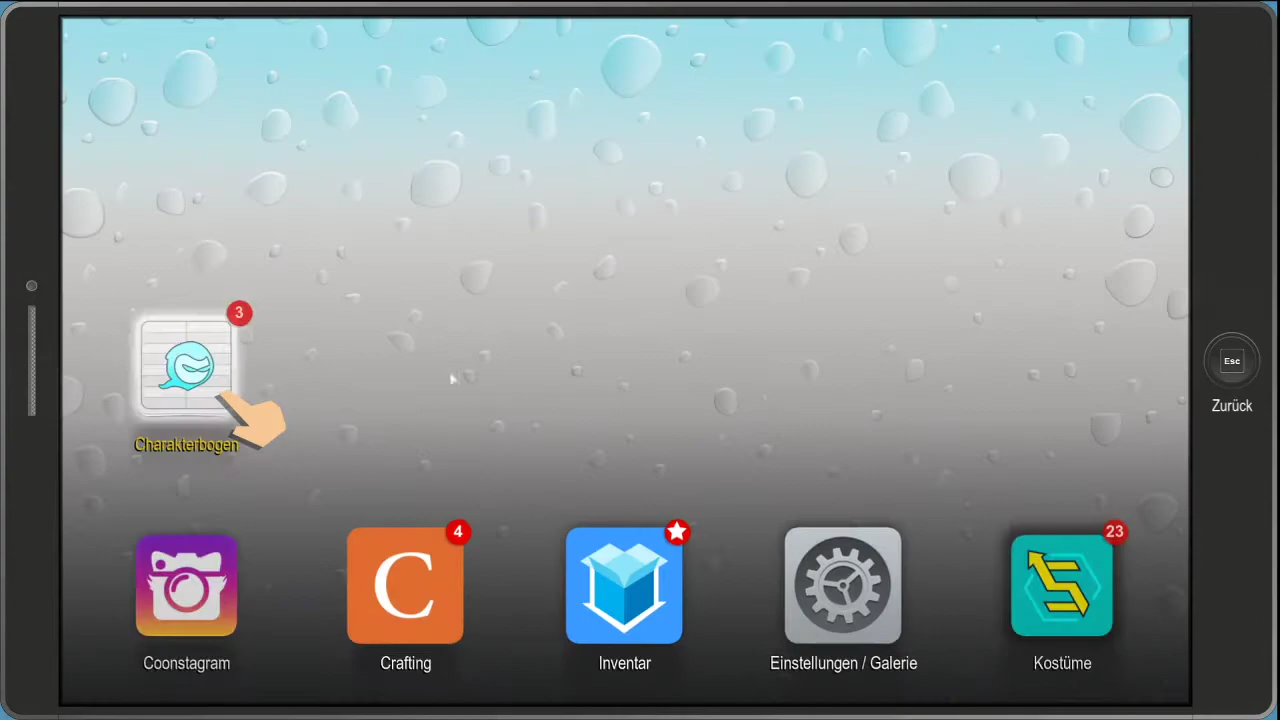 3
Charakterbogen
Esc
Zurück
4
23
C
Coonstagram
Crafting
Inventar
Einstellungen / Galerie
Kostüme